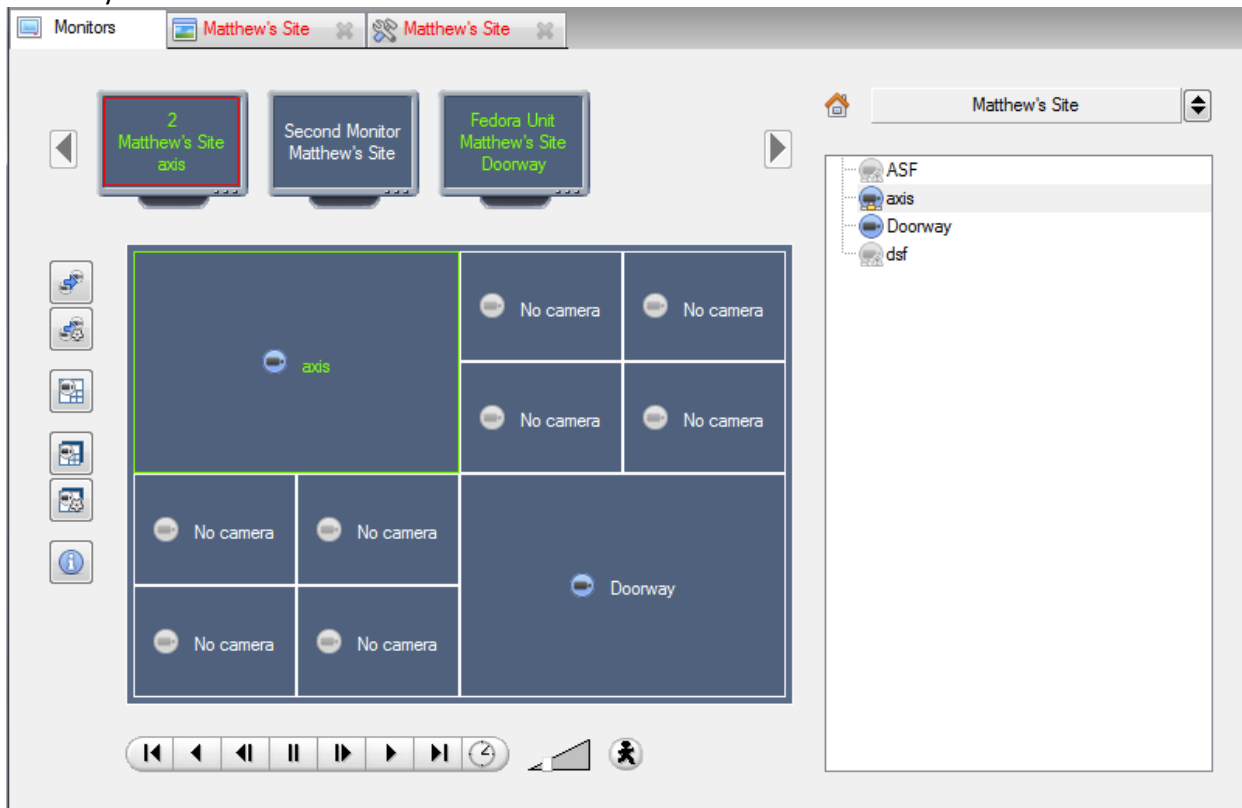 Monitors
Matthew's Site
Matthew's Site
2
Matthew's Site
axis
Second Monitor
Matthew's Site
Fedora Unit
Matthew's Site
Doorway
Matthew's Site
ASF
axis
Doorway
dsf
axis
No camera
No camera
No camera
No camera
No camera
No camera
No camera
No camera
Doorway